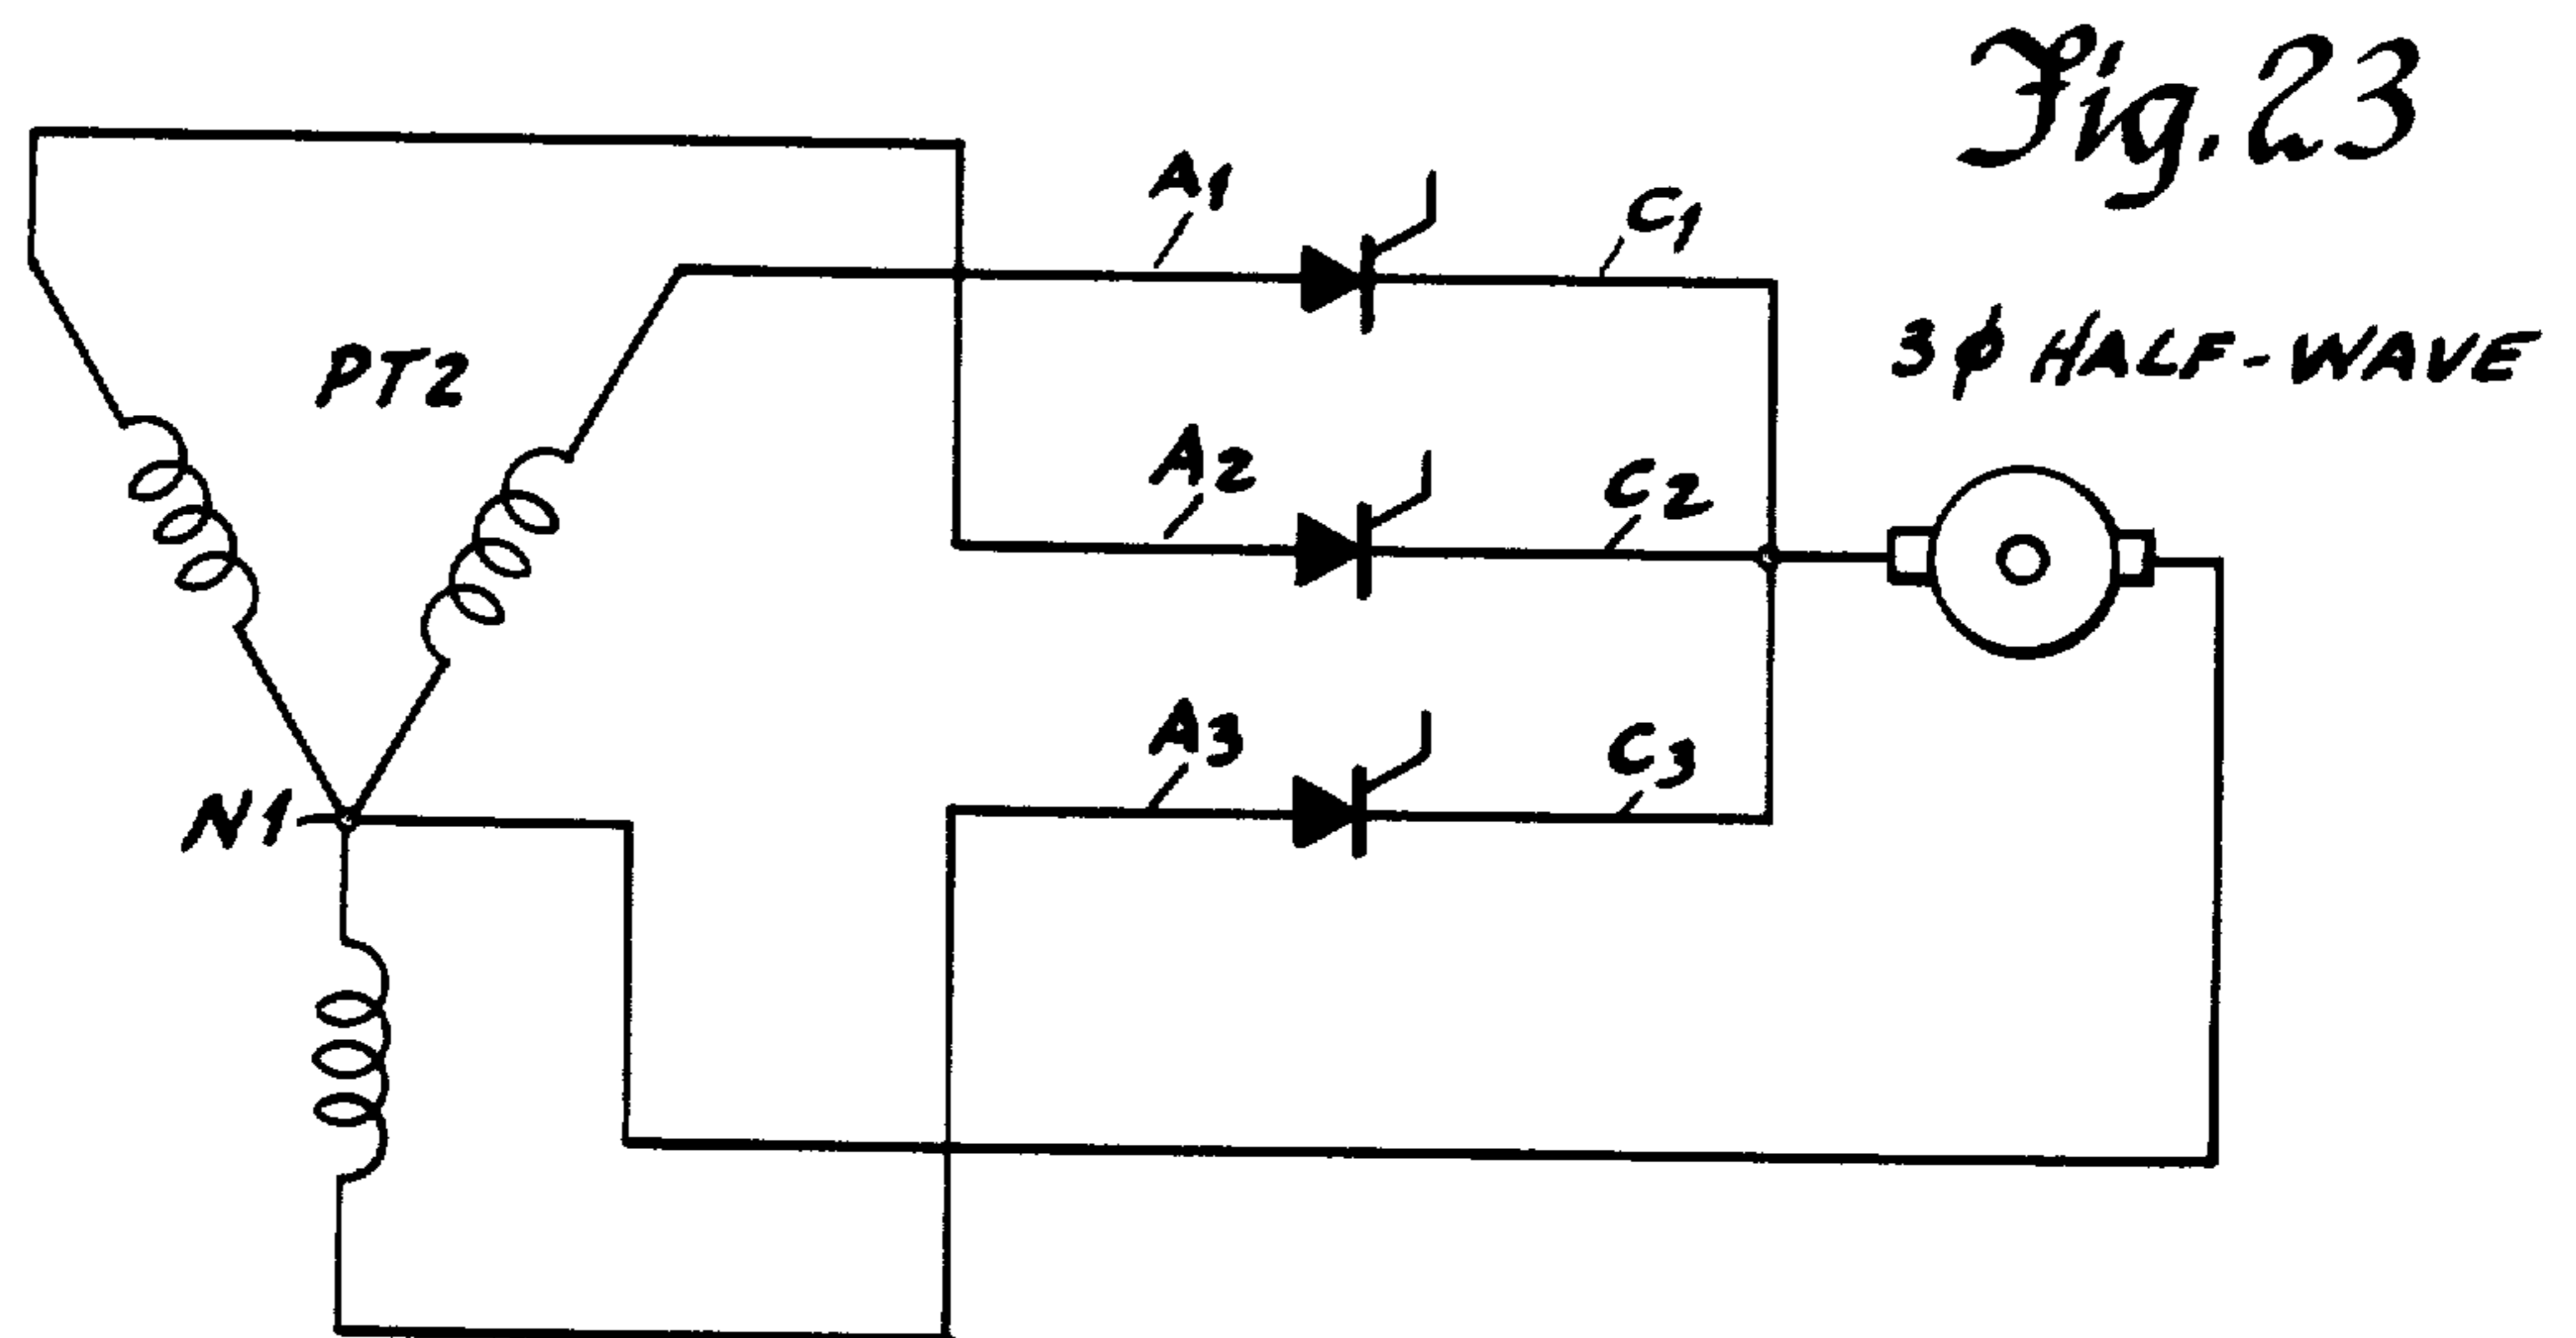 Fig. 23
A1
C1
3φ HALF-WAVE
PT2
A2
C2
A3
C3
N1